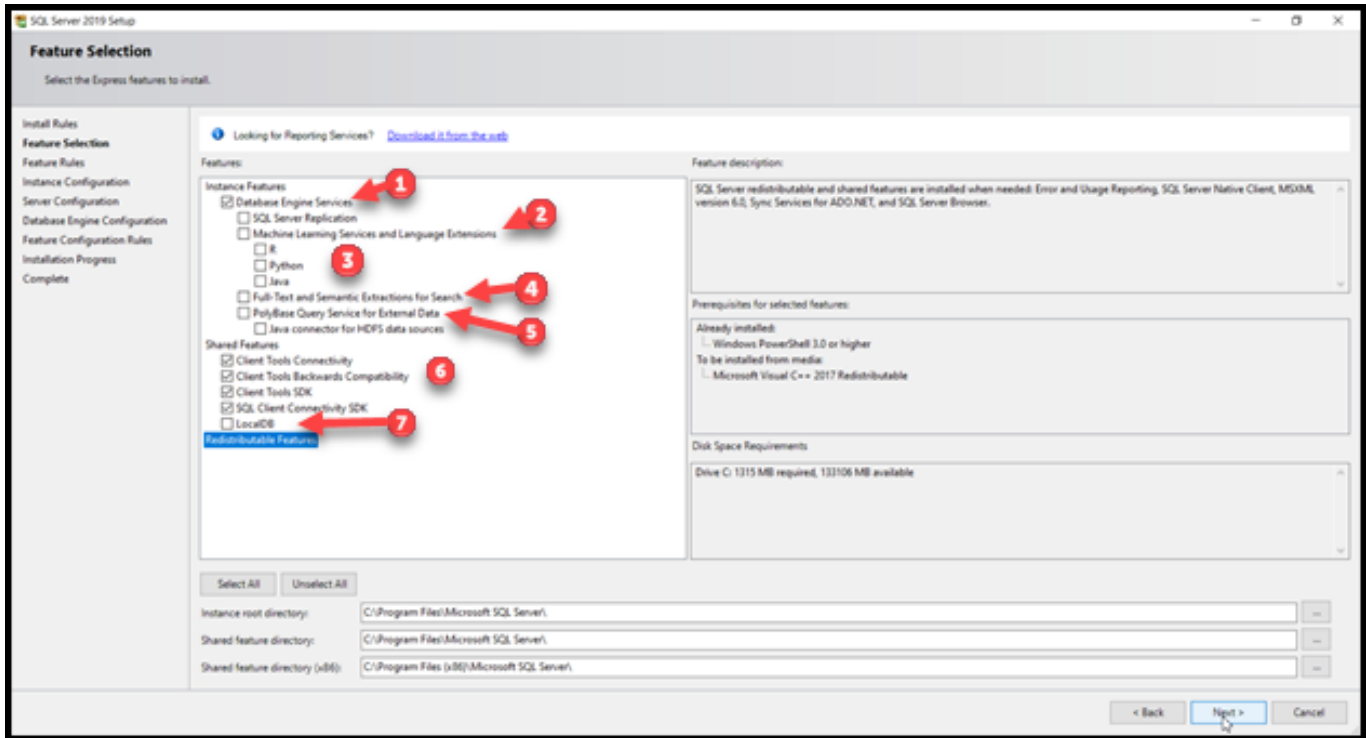 SQL Server 2019 Setup
Feature Selection
Select the Express features to install.
Install Rules
Feature Selection
Feature Rules
Instance Configuration
Server Configuration
Database Engine Configuration
Feature Configuration Rules
Installation Progress
Complete
Looking for Reporting Services? Download it from the web
Features:
Instance Features
Database Engine Services
SQL Server Replication
Machine Learning Services and Language Extensions
R
Python
Java
Full-Text and Semantic Extractions for Search
PolyBase Query Service for External Data
Java connector for HDFS data sources
Shared Features
Client Tools Connectivity
Client Tools Backwards Compatibility
Client Tools SDK
SQL Client Connectivity SDK
LocalDB
Redistributable Features
1
2
3
4
5
6
7
Feature description:
SQL Server redistributable and shared features are installed when needed: Error and Usage Reporting, SQL Server Native Client, MSXML
version 6.0, Sync Services for ADO.NET, and SQL Server Browser.
Prerequisites for selected features:
Already installed:
Windows PowerShell 3.0 or higher
To be installed from media:
Microsoft Visual C++ 2017 Redistributable
Disk Space Requirements
Drive C: 1315 MB required, 133106 MB available
Select All
Unselect All
Instance root directory: C:\Program Files\Microsoft SQL Server\ ...
Shared feature directory: C:\Program Files\Microsoft SQL Server\ ...
Shared feature directory (x86): C:\Program Files (x86)\Microsoft SQL Server\ ...
< Back
Next >
Cancel